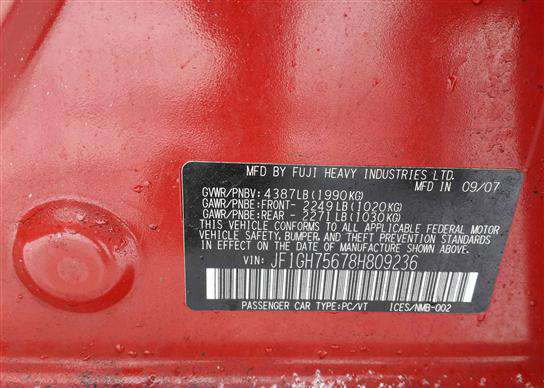 MFD BY FUJI HEAVY INDUSTRIES LTD.
MFD IN 09/07
GVWR/PNBV: 4387LB(1990KG)
GAWR/PNBE:FRONT- 2249LB(1020KG)
GAWR/PNBE:REAR - 2271LB(1030KG)
THIS VEHICLE CONFORMS TO ALL APPLICABLE FEDERAL MOTOR
VEHICLE SAFETY,BUMPER, AND THEFT PREVENTION STANDARDS
IN EFFECT ON THE DATE OF MANUFACTURE SHOWN ABOVE.
VIN: JF1GH75678H809236
PASSENGER CAR TYPE:PC/VT ICES/NMB-002